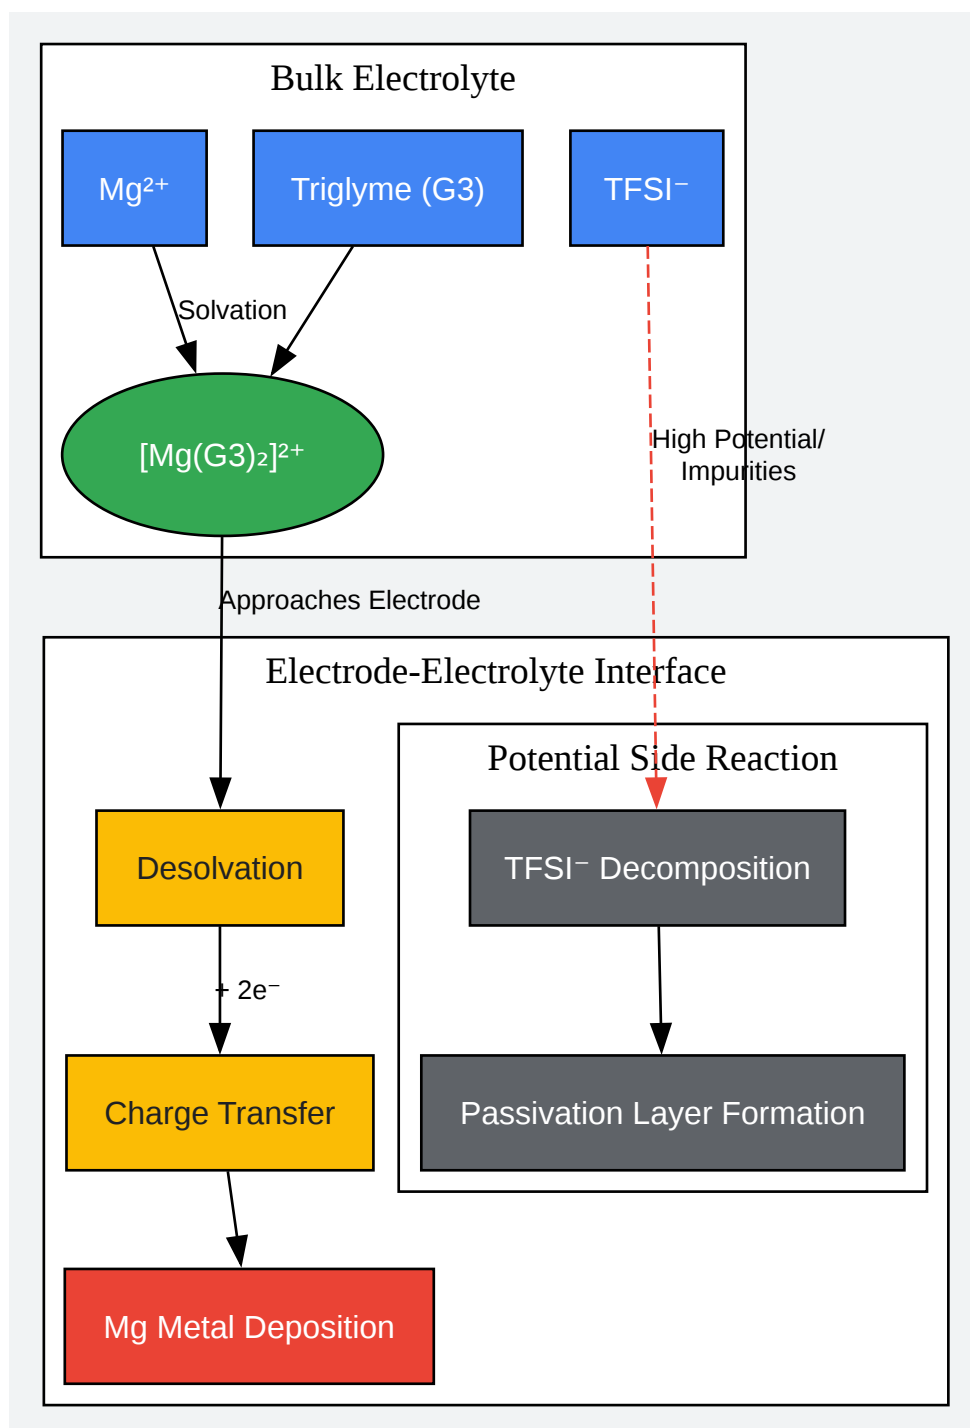 Bulk Electrolyte
Mg²⁺
Triglyme (G3)
TFSI⁻
Solvation
[Mg(G3)₂]²⁺
High Potential/
Impurities
Approaches Electrode
Electrode-Electrolyte Interface
Potential Side Reaction
Desolvation
TFSI⁻ Decomposition
+ 2e⁻
Charge Transfer
Passivation Layer Formation
Mg Metal Deposition